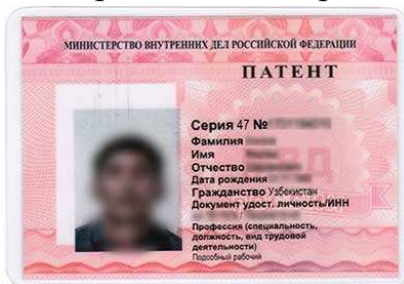 МИНИСТЕРСТВО ВНУТРЕННИХ ДЕЛ РОССИЙСКОЙ ФЕДЕРАЦИИ
ПАТЕНТ
Серия 47 №
Фамилия
Имя
Отчество
Дата рождения
Гражданство Узбекистан
Документ удост. личность/ИНН
Профессия (специальность,
должность, вид трудовой
деятельности)
Подсобный рабочий